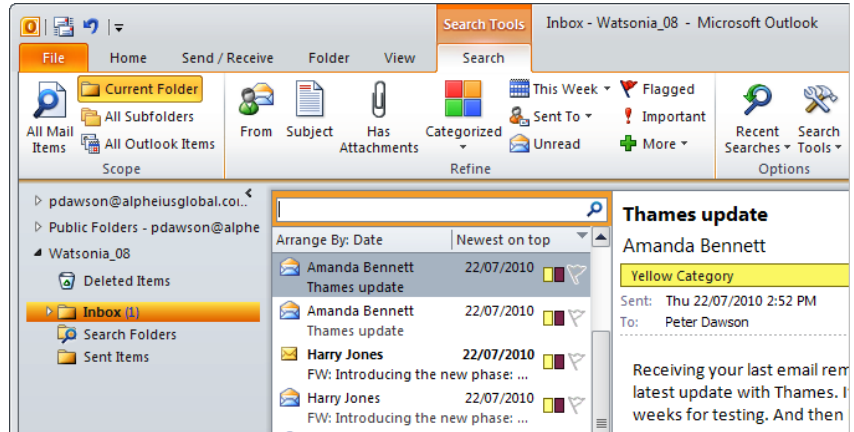 Search Tools
Inbox - Watsonia_08 - Microsoft Outlook
File Home Send / Receive Folder View Search
All Mail Items
Current Folder
All Subfolders
All Outlook Items
Scope
From
Subject
Has Attachments
Categorized
This Week
Sent To
Unread
Flagged
Important
More
Refine
Recent Searches
Search Tools
Options
pdawson@alpheiusglobal.co...
Public Folders - pdawson@alphe
Watsonia_08
Deleted Items
Inbox (1)
Search Folders
Sent Items
Arrange By: Date Newest on top
Amanda Bennett 22/07/2010
Thames update
Amanda Bennett 22/07/2010
Thames update
Harry Jones 22/07/2010
FW: Introducing the new phase: ...
Harry Jones 22/07/2010
FW: Introducing the new phase: ...
Thames update
Amanda Bennett
Yellow Category
Sent: Thu 22/07/2010 2:52 PM
To: Peter Dawson
Receiving your last email rem
latest update with Thames.
weeks for testing. And then